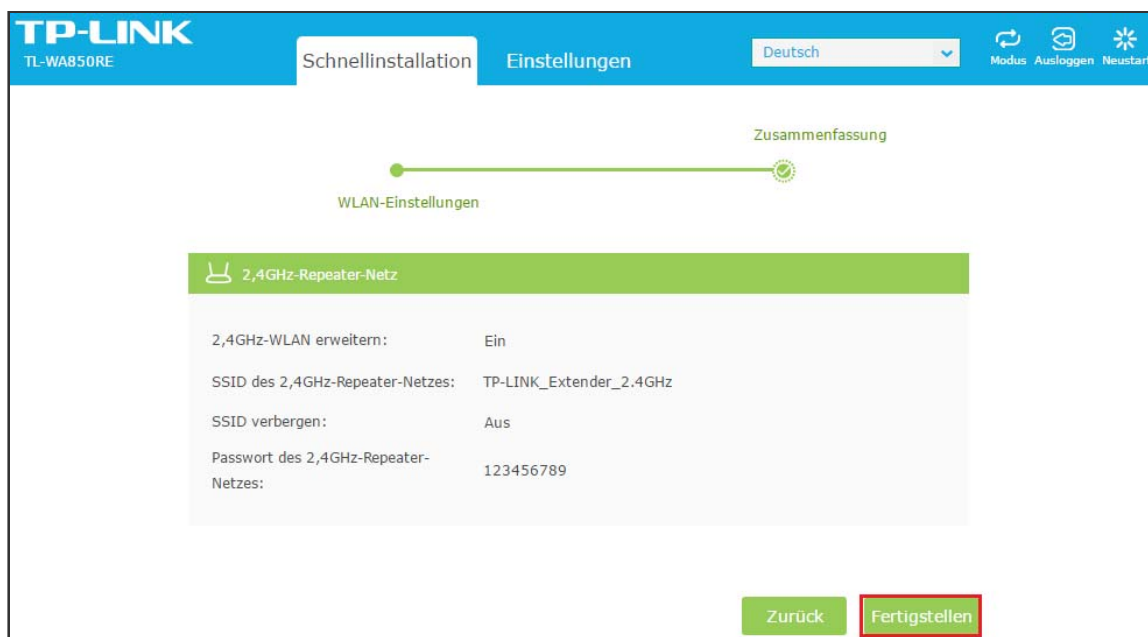 TP-LINK
TL-WA850RE
Schnellinstallation
Einstellungen
Deutsch
Modus Ausloggen Neustart
Zusammenfassung
WLAN-Einstellungen
2,4GHz-Repeater-Netz
2,4GHz-WLAN erweitern: Ein
SSID des 2,4GHz-Repeater-Netzes: TP-LINK_Extender_2.4GHz
SSID verbergen: Aus
Passwort des 2,4GHz-Repeater-
Netzes: 123456789
Zurück
Fertigstellen